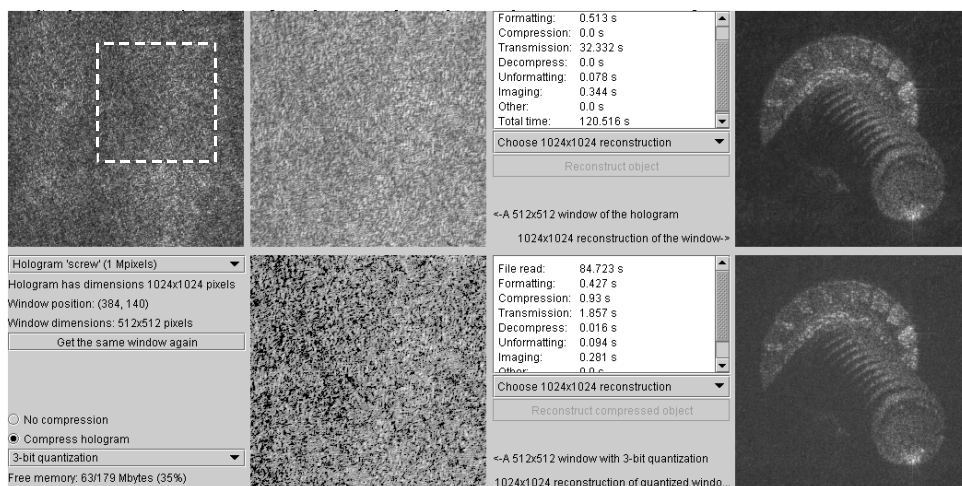 Formatting: 0.513 s
Compression: 0.0 s
Transmission: 32.332 s
Decompress: 0.0 s
Unformatting: 0.078 s
Imaging: 0.344 s
Other: 0.0 s
Total time: 120.516 s
Choose 1024x1024 reconstruction
Reconstruct object
<-A 512x512 window of the hologram
1024x1024 reconstruction of the window->
Hologram 'screw' (1 Mpixels)
Hologram has dimensions 1024x1024 pixels
Window position: (384, 140)
Window dimensions: 512x512 pixels
Get the same window again
No compression
Compress hologram
3-bit quantization
Free memory: 63/179 Mbytes (35%)
File read: 84.723 s
Formatting: 0.427 s
Compression: 0.93 s
Transmission: 1.857 s
Decompress: 0.016 s
Unformatting: 0.094 s
Imaging: 0.281 s
Other: 0.0 s
Choose 1024x1024 reconstruction
Reconstruct compressed object
<-A 512x512 window with 3-bit quantization
1024x1024 reconstruction of quantized windo...